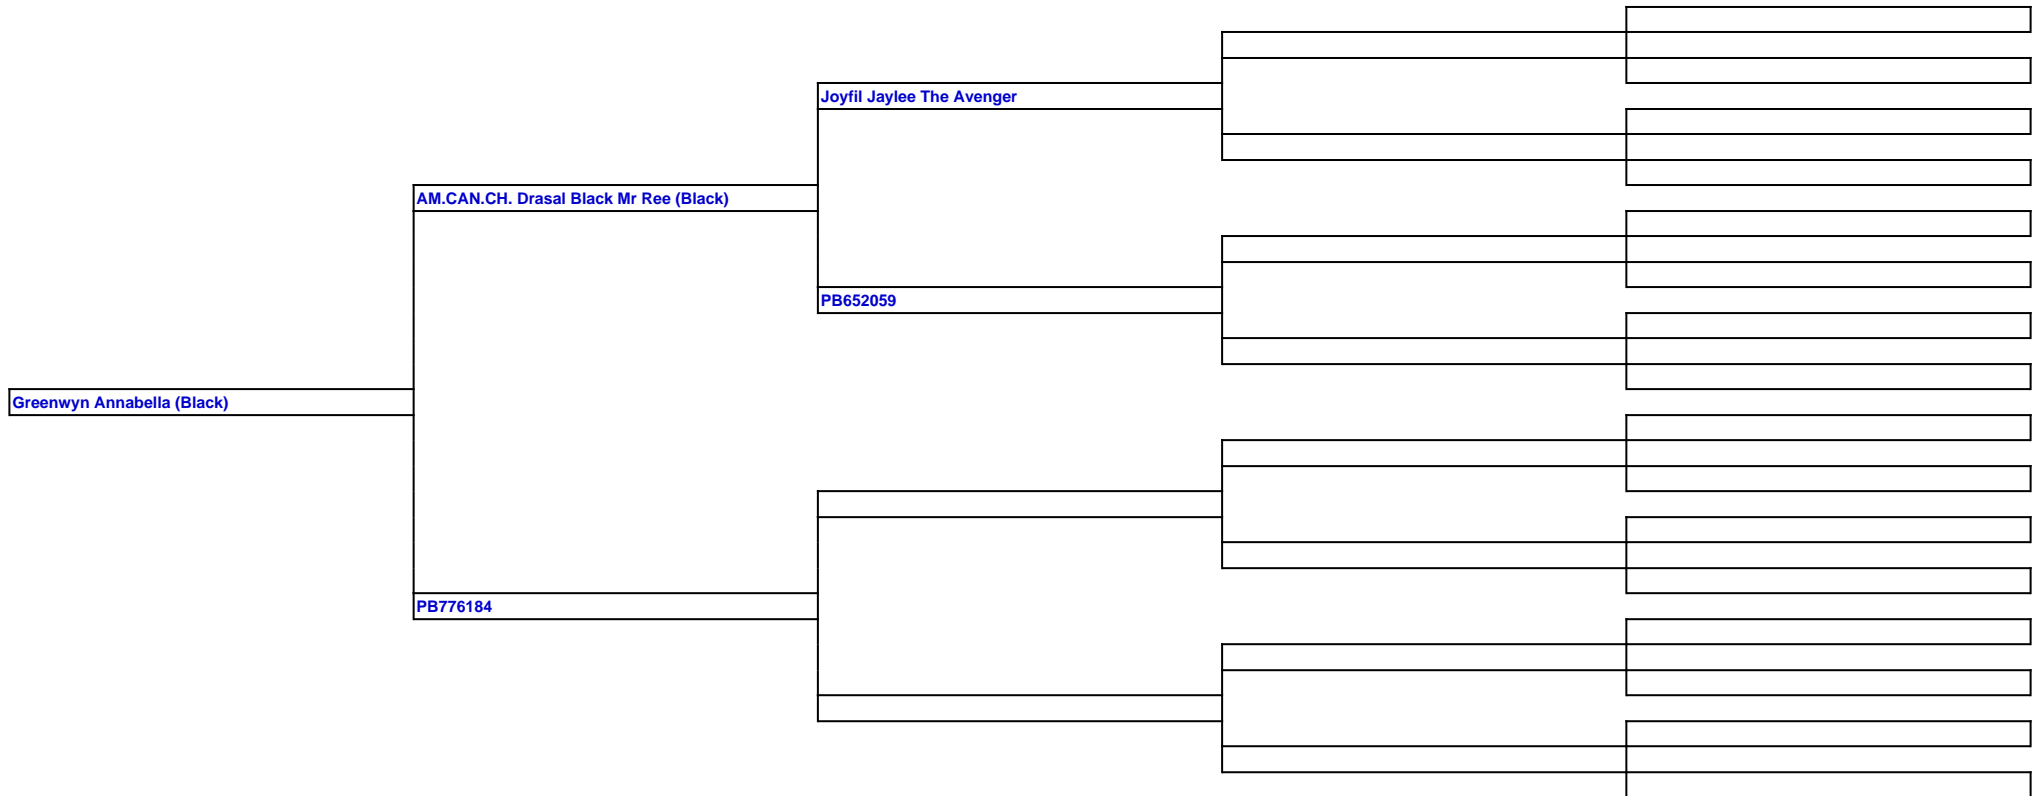 Joyfil Jaylee The Avenger
AM.CAN.CH. Drasal Black Mr Ree (Black)
PB652059
Greenwyn Annabella (Black)
PB776184